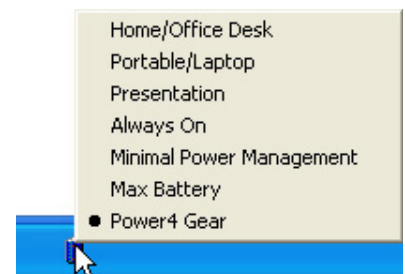 Home/Office Desk
Portable/Laptop
Presentation
Always On
Minimal Power Management
Max Battery
Power4 Gear